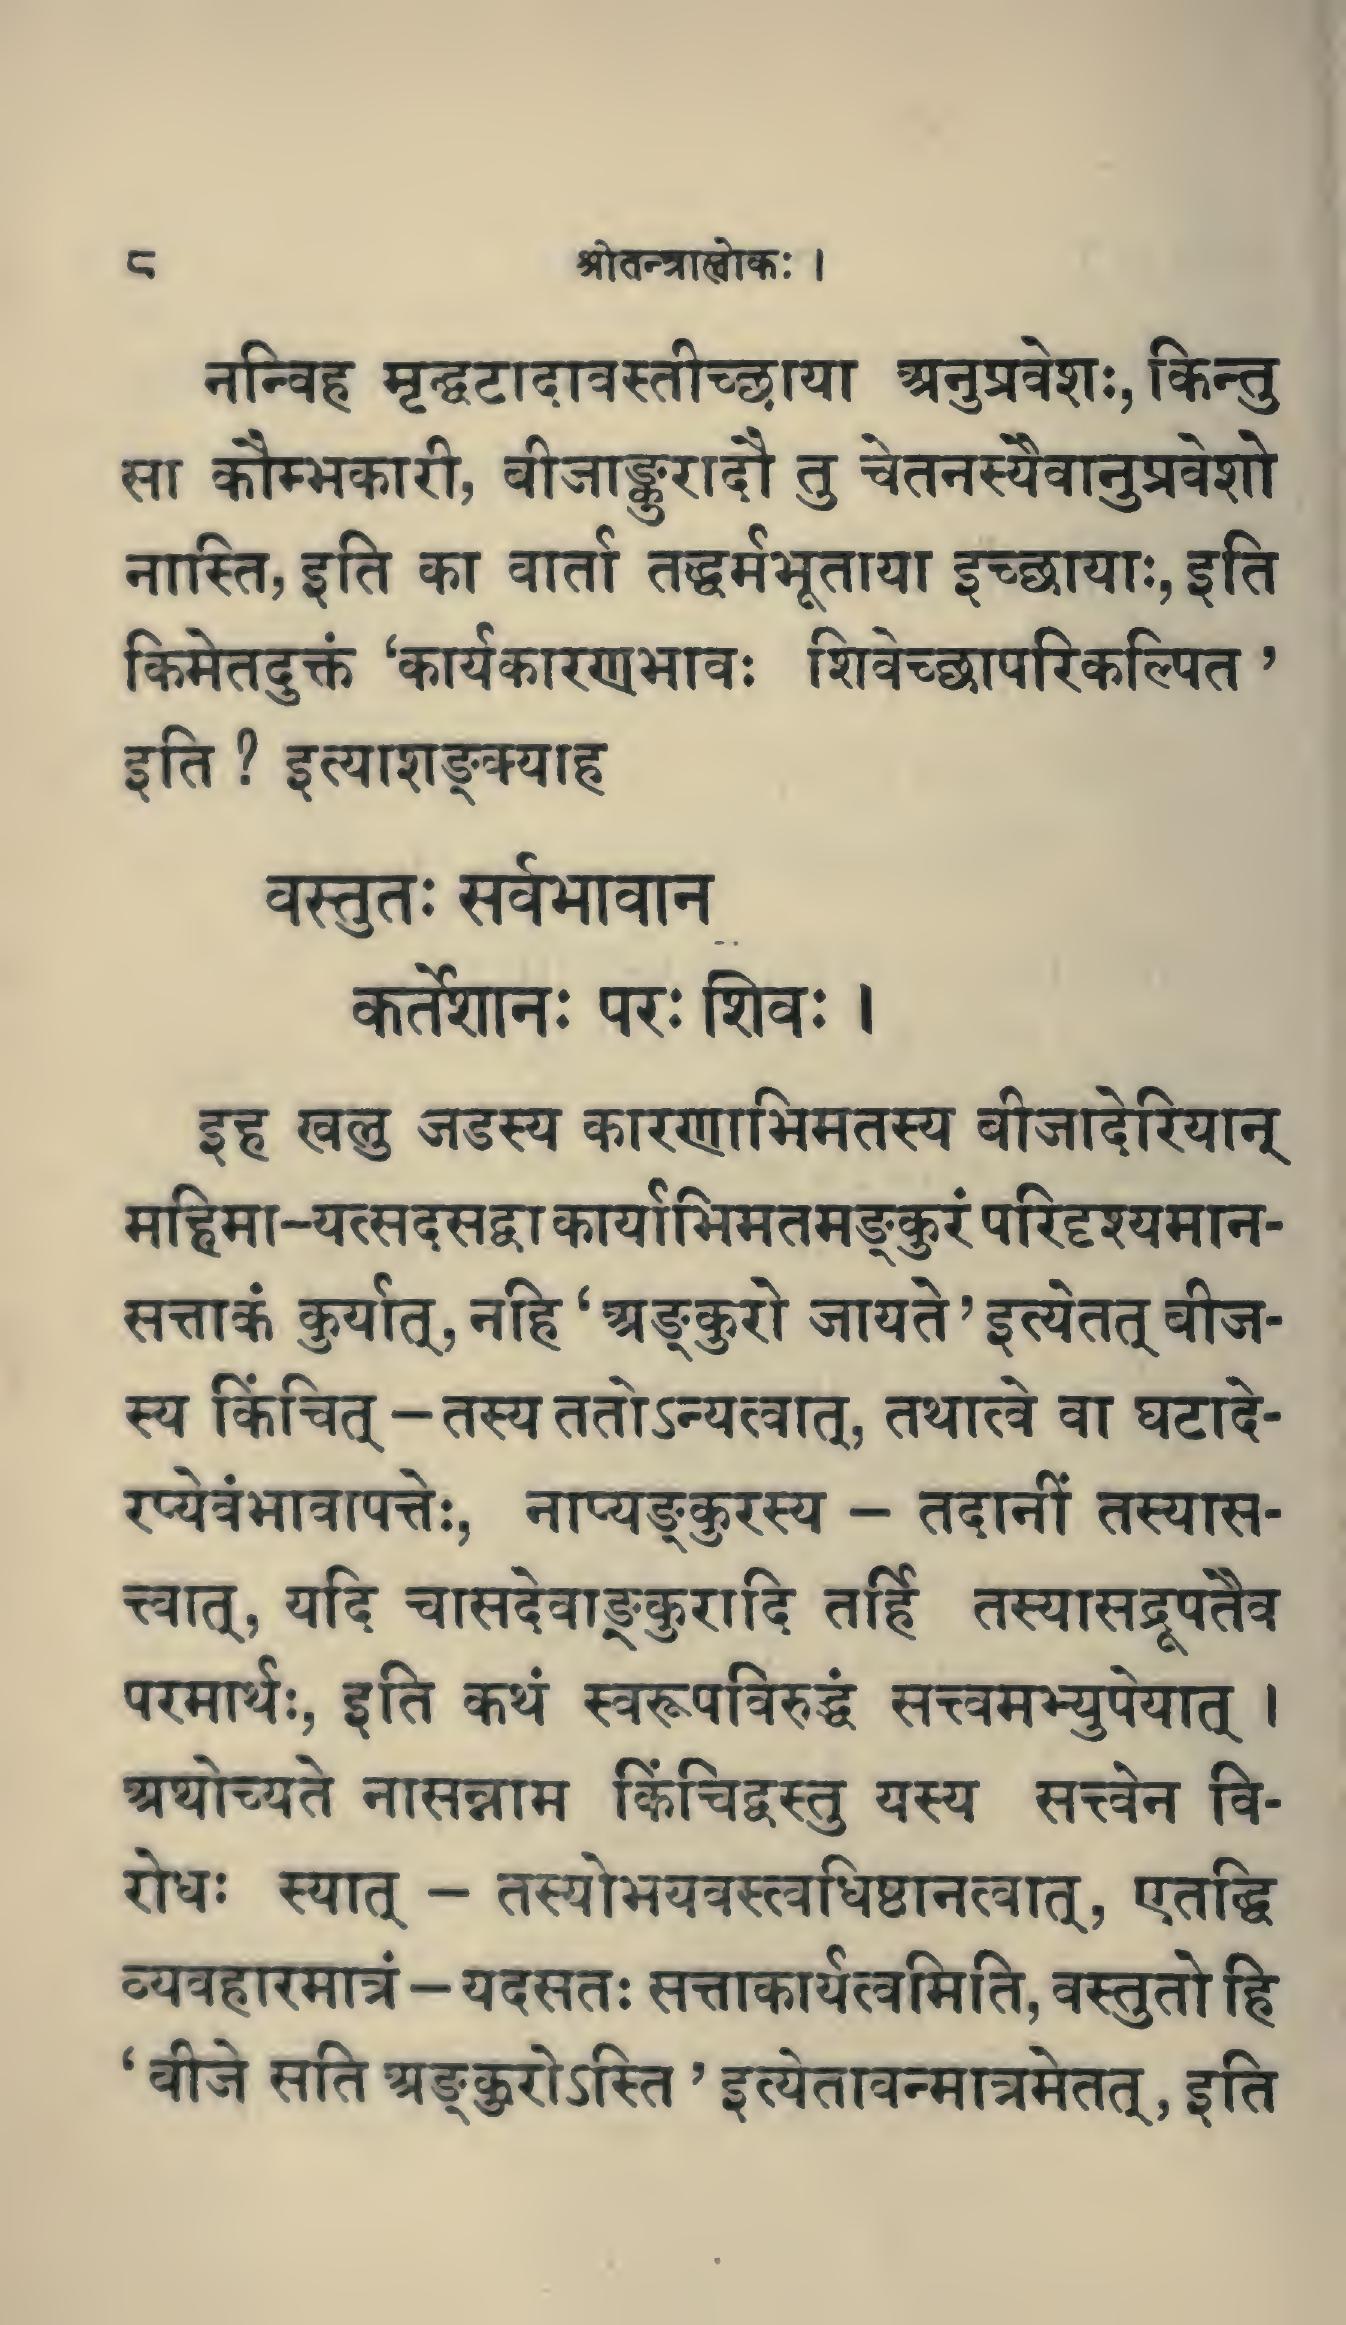 ८ श्रीतन्त्रालोकः ।
नन्विह मृद्घटादावस्तीच्छाया अनुप्रवेशः, किन्तु
सा कौम्भकारी, बीजाङ्कुरादौ तु चेतनस्यैवानुप्रवेशो
नास्ति, इति का वार्ता तद्धर्मभूताया इच्छायाः, इति
किमेतदुक्तं ‘कार्यकारणभावः शिवेच्छापरिकल्पित’
इति ? इत्याशङ्क्याह
वस्तुतः सर्वभावान
कर्तेशानः परः शिवः ।
इह खलु जडस्य कारणाभिमतस्य बीजादेरियान्
महिमा–यत्सदसद्वा कार्याभिमतमङ्कुरं परिदृश्यमान-
सत्ताकं कुर्यात्, नहि ‘अङ्कुरो जायते’ इत्येतत् बीज-
स्य किंचित् – तस्य ततोऽन्यत्वात्, तथात्वे वा घटादे-
रप्येवंभावापत्तेः, नाप्यङ्कुरस्य – तदानीं तस्यास-
त्त्वात्, यदि चासदेवाङ्कुरादि तर्हि तस्यासद्रूपतैव
परमार्थः, इति कथं स्वरूपविरुद्धं सत्त्वमभ्युपेयात् ।
अथोच्यते नासन्नाम किंचिद्वस्तु यस्य सत्त्वेन वि-
रोधः स्यात् – तस्योभयवस्त्वधिष्ठानत्वात्, एतद्धि
व्यवहारमात्रं – यदसतः सत्ताकार्यत्वमिति, वस्तुतो हि
‘बीजे सति अङ्कुरोऽस्ति’ इत्येतावन्मात्रमेतत्, इति